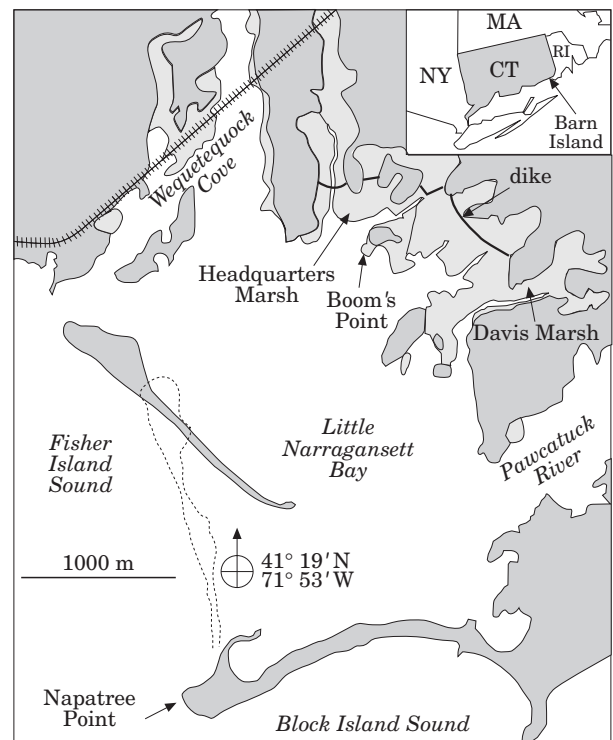 MA
RI
NY
CT
Barn
Island
Wequetequock
Cove
dike
Headquarters
Marsh
Boom's
Point
Davis Marsh
Fisher
Island
Sound
Little
Narragansett
Bay
Pawcatuck
River
1000 m
41° 19' N
71° 53' W
Napatree
Point
Block Island Sound